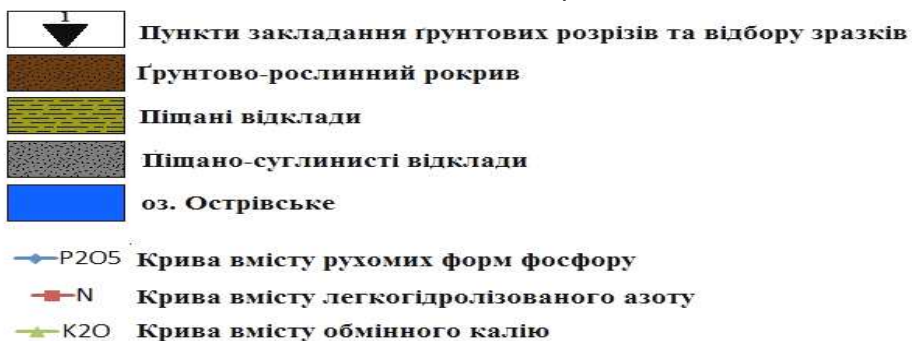 1
Пункти закладання ґрунтових розрізів та відбору зразків
Ґрунтово-рослинний рокрив
Піщані відклади
Піщано-суглинисті відклади
оз. Острівське
P2O5 Крива вмісту рухомих форм фосфору
N Крива вмісту легкогідролізованого азоту
K2O Крива вмісту обмінного калію